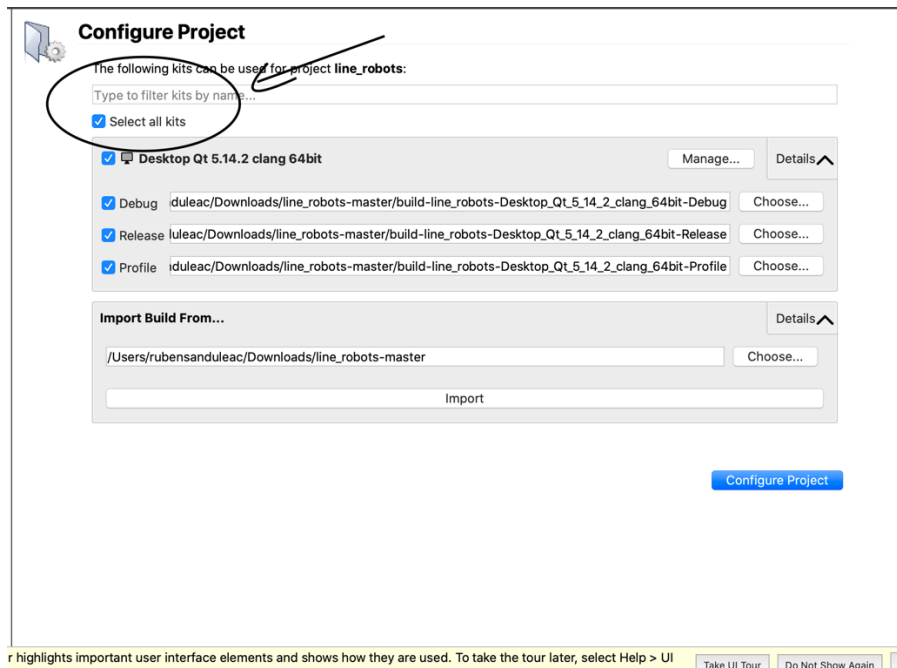 Configure Project
The following kits can be used for project line_robots:
Type to filter kits by name...
Select all kits
Desktop Qt 5.14.2 clang 64bit Manage... Details
Debug duleac/Downloads/line_robots-master/build-line_robots-Desktop_Qt_5_14_2_clang_64bit-Debug Choose...
Release luleac/Downloads/line_robots-master/build-line_robots-Desktop_Qt_5_14_2_clang_64bit-Release Choose...
Profile duleac/Downloads/line_robots-master/build-line_robots-Desktop_Qt_5_14_2_clang_64bit-Profile Choose...
Import Build From... Details
/Users/rubensanduleac/Downloads/line_robots-master Choose...
Import
Configure Project
r highlights important user interface elements and shows how they are used. To take the tour later, select Help > UI Take UI Tour Do Not Show Again